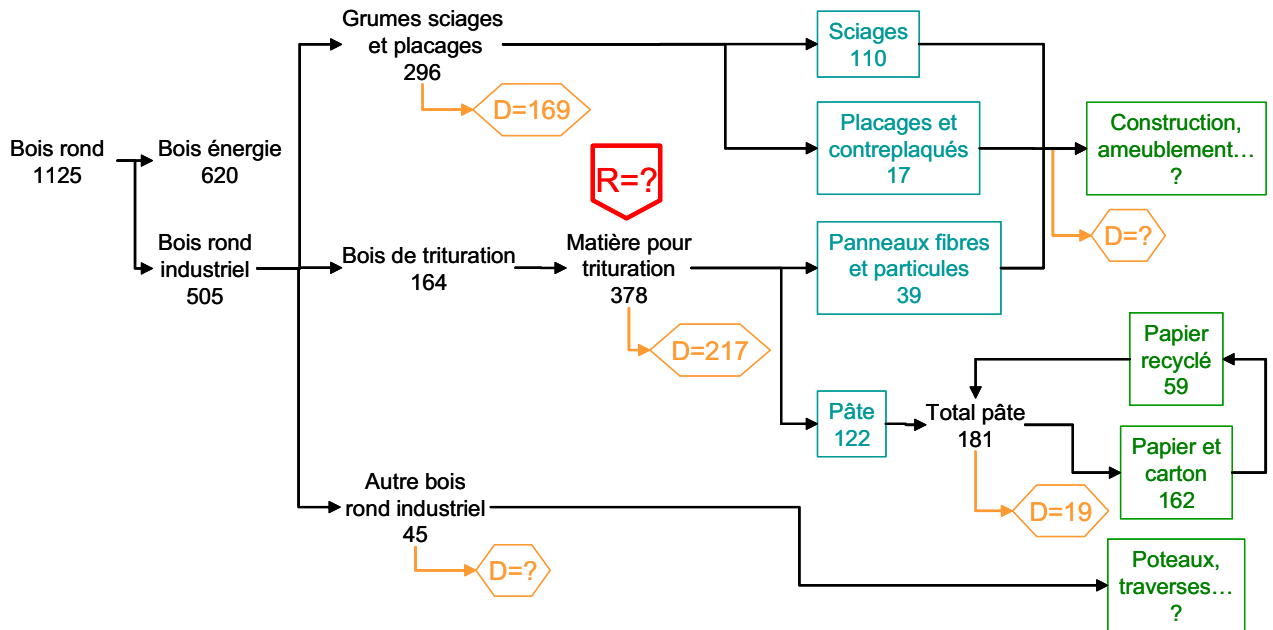 Grumes sciages
et placages
296
D=169
Sciages
110
Placages et
contreplaqués
17
Construction,
ameublement…
?
D=?
Bois rond
1125
Bois énergie
620
Bois rond
industriel
505
R=?
Bois de trituration
164
Matière pour
trituration
378
D=217
Panneaux fibres
et particules
39
Papier
recyclé
59
Pâte
122
Total pâte
181
D=19
Papier et
carton
162
Autre bois
rond industriel
45
D=?
Poteaux,
traverses…
?